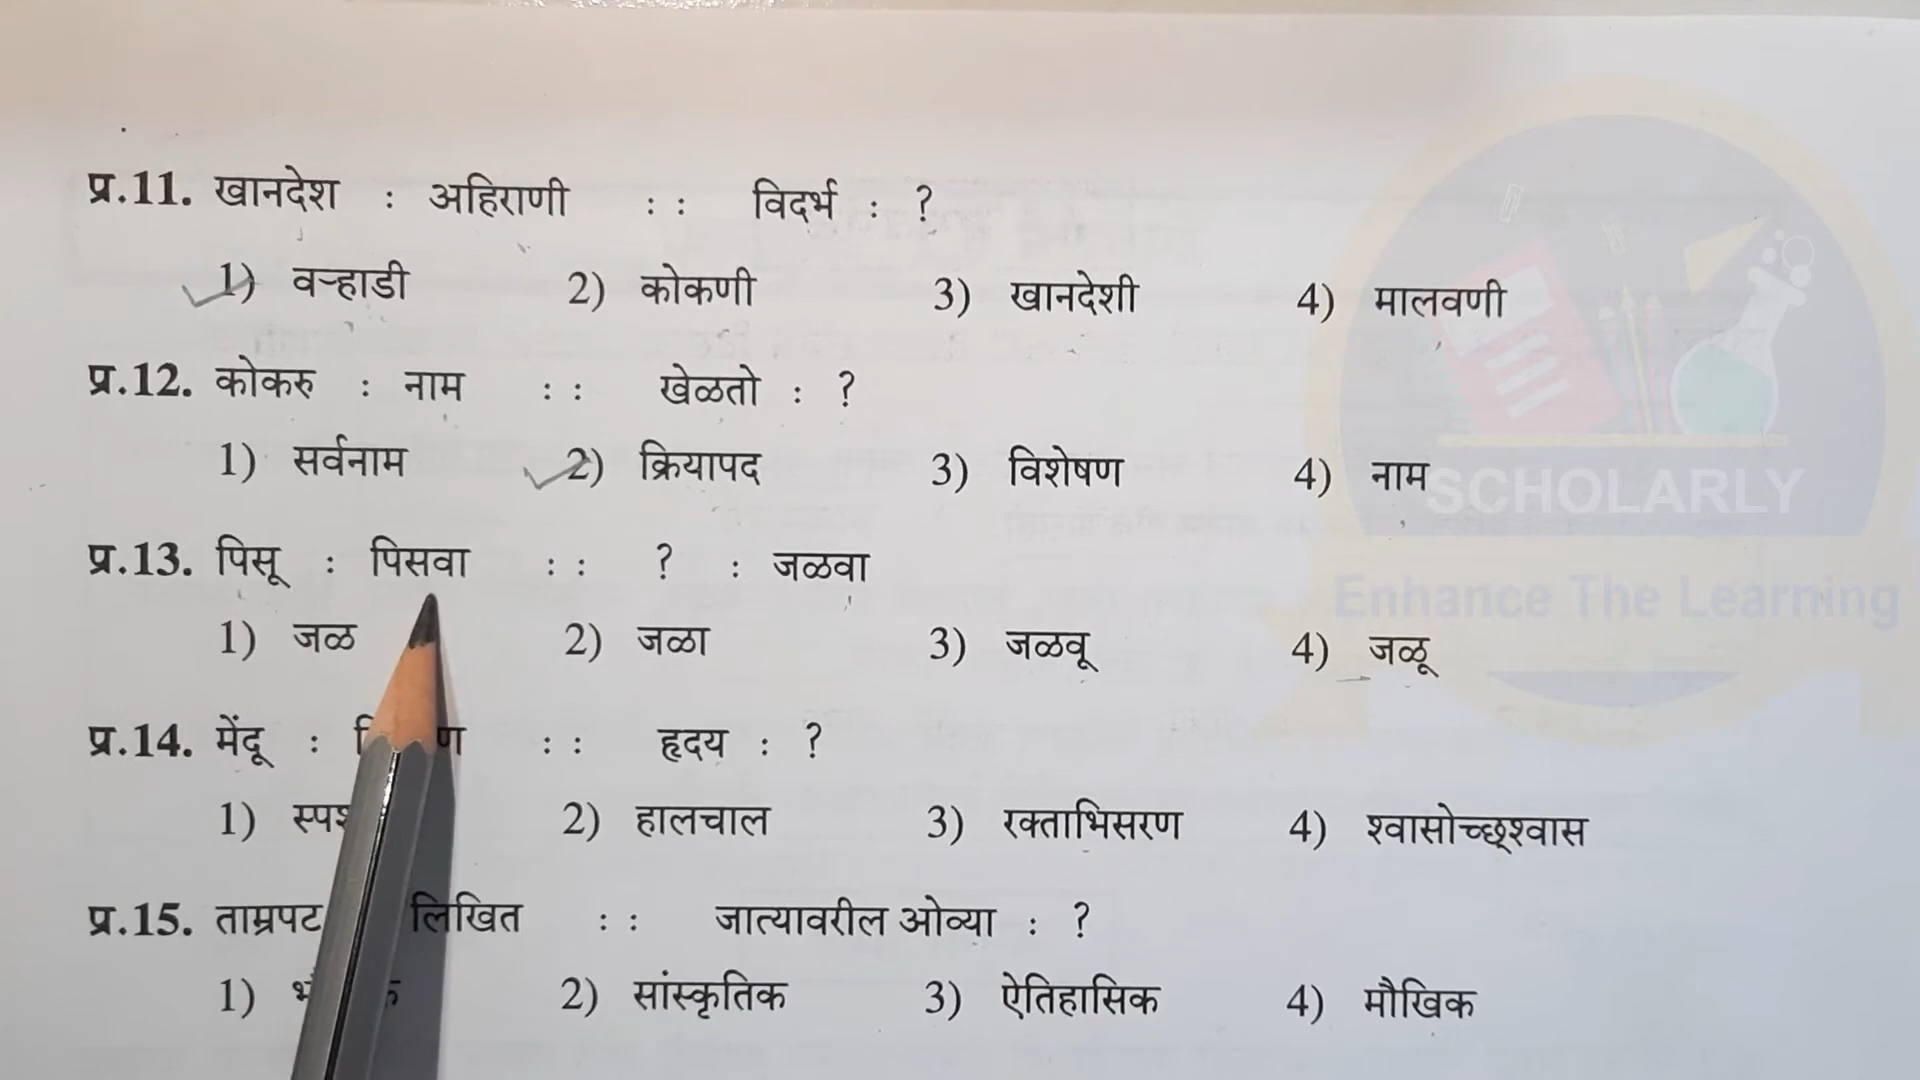 प्र.11. खानदेश : अहिराणी : : विदर्भ : ?
1) वऱ्हाडी 2) कोकणी 3) खानदेशी 4) मालवणी
प्र.12. कोकरु : नाम : : खेळतो : ?
1) सर्वनाम 2) क्रियापद 3) विशेषण 4) नाम
SCHOLARLY
प्र.13. पिसू : पिसवा : : ? : जळवा
Enhance The Learning
1) जळ 2) जळा 3) जळवू 4) जळू
प्र.14. मेंदू : : : हृदय : ?
1) 2) हालचाल 3) रक्ताभिसरण 4) श्वासोच्छ्श्वास
प्र.15. ताम्रपट लिखित : : जात्यावरील ओव्या : ?
1) 2) सांस्कृतिक 3) ऐतिहासिक 4) मौखिक